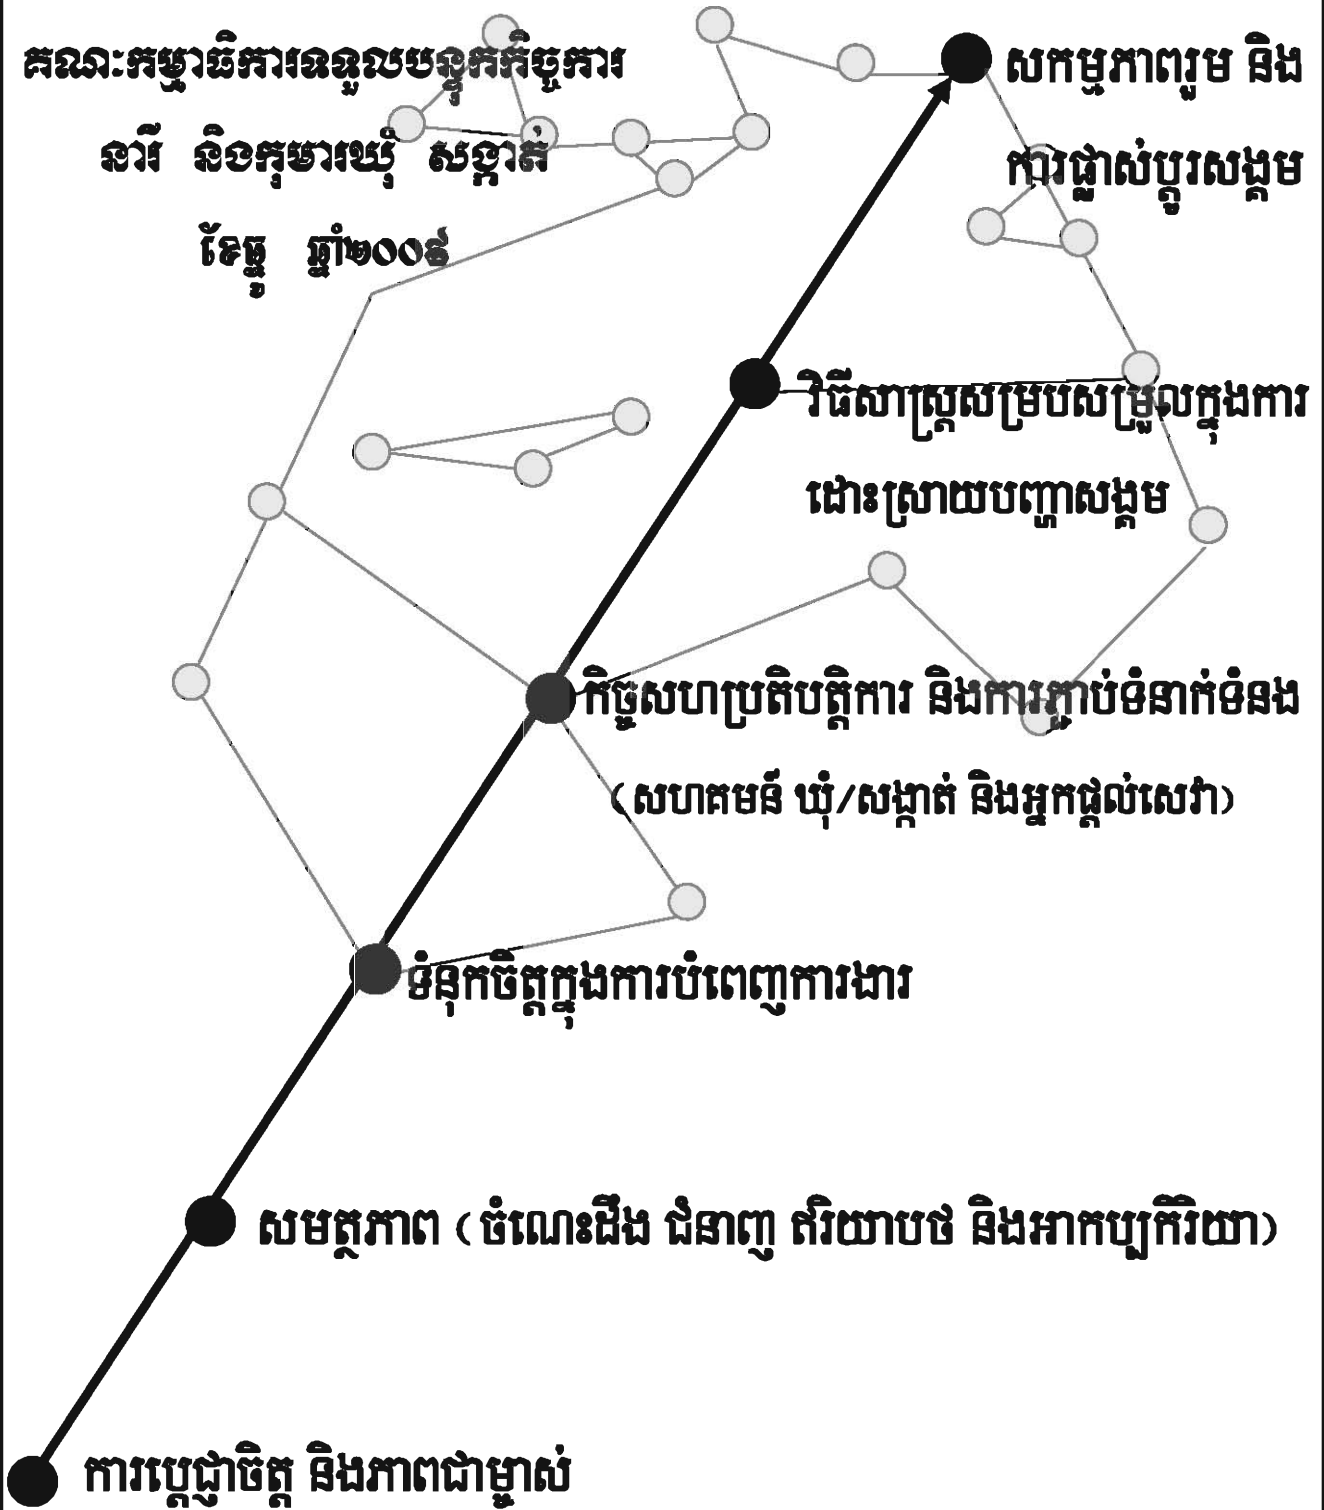 គណៈកម្មាធិការទទួលបន្ទុកកិច្ចការ
នារី និងកុមារឃុំ សង្កាត់
ខែធ្នូ ឆ្នាំ២០០៩
សកម្មភាពរួម និង
ការផ្លាស់ប្តូរសង្គម
វិធីសាស្ត្រសម្របសម្រួលក្នុងការ
ដោះស្រាយបញ្ហាសង្គម
កិច្ចសហប្រតិបត្តិការ និងការភ្ជាប់ទំនាក់ទំនង
(សហគមន៍ ឃុំ/សង្កាត់ និងអ្នកផ្តល់សេវា)
ទំនុកចិត្តក្នុងការបំពេញការងារ
សមត្ថភាព (ចំណេះដឹង ជំនាញ ឥរិយាបថ និងអាកប្បកិរិយា)
ការប្តេជ្ញាចិត្ត និងភាពជាម្ចាស់